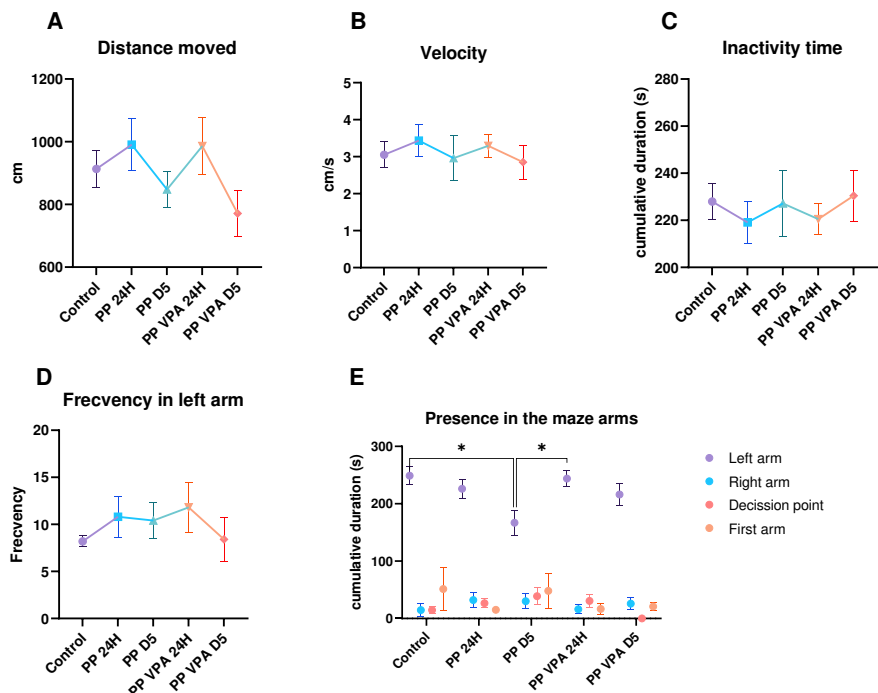 A
Distance moved
1200
1000
800
600
cm
Control
PP 24H
PP D5
PP VPA 24H
PP VPA D5
B
Velocity
5
4
3
2
1
0
cm/s
Control
PP 24H
PP D5
PP VPA 24H
PP VPA D5
C
Inactivity time
280
260
240
220
200
cumulative duration (s)
Control
PP 24H
PP D5
PP VPA 24H
PP VPA D5
D
Frecvency in left arm
20
15
10
5
0
Frecvency
Control
PP 24H
PP D5
PP VPA 24H
PP VPA D5
E
Presence in the maze arms
300
200
100
0
cumulative duration (s)
*
*
Control
PP 24H
PP D5
PP VPA 24H
PP VPA D5
Left arm
Right arm
Decission point
First arm